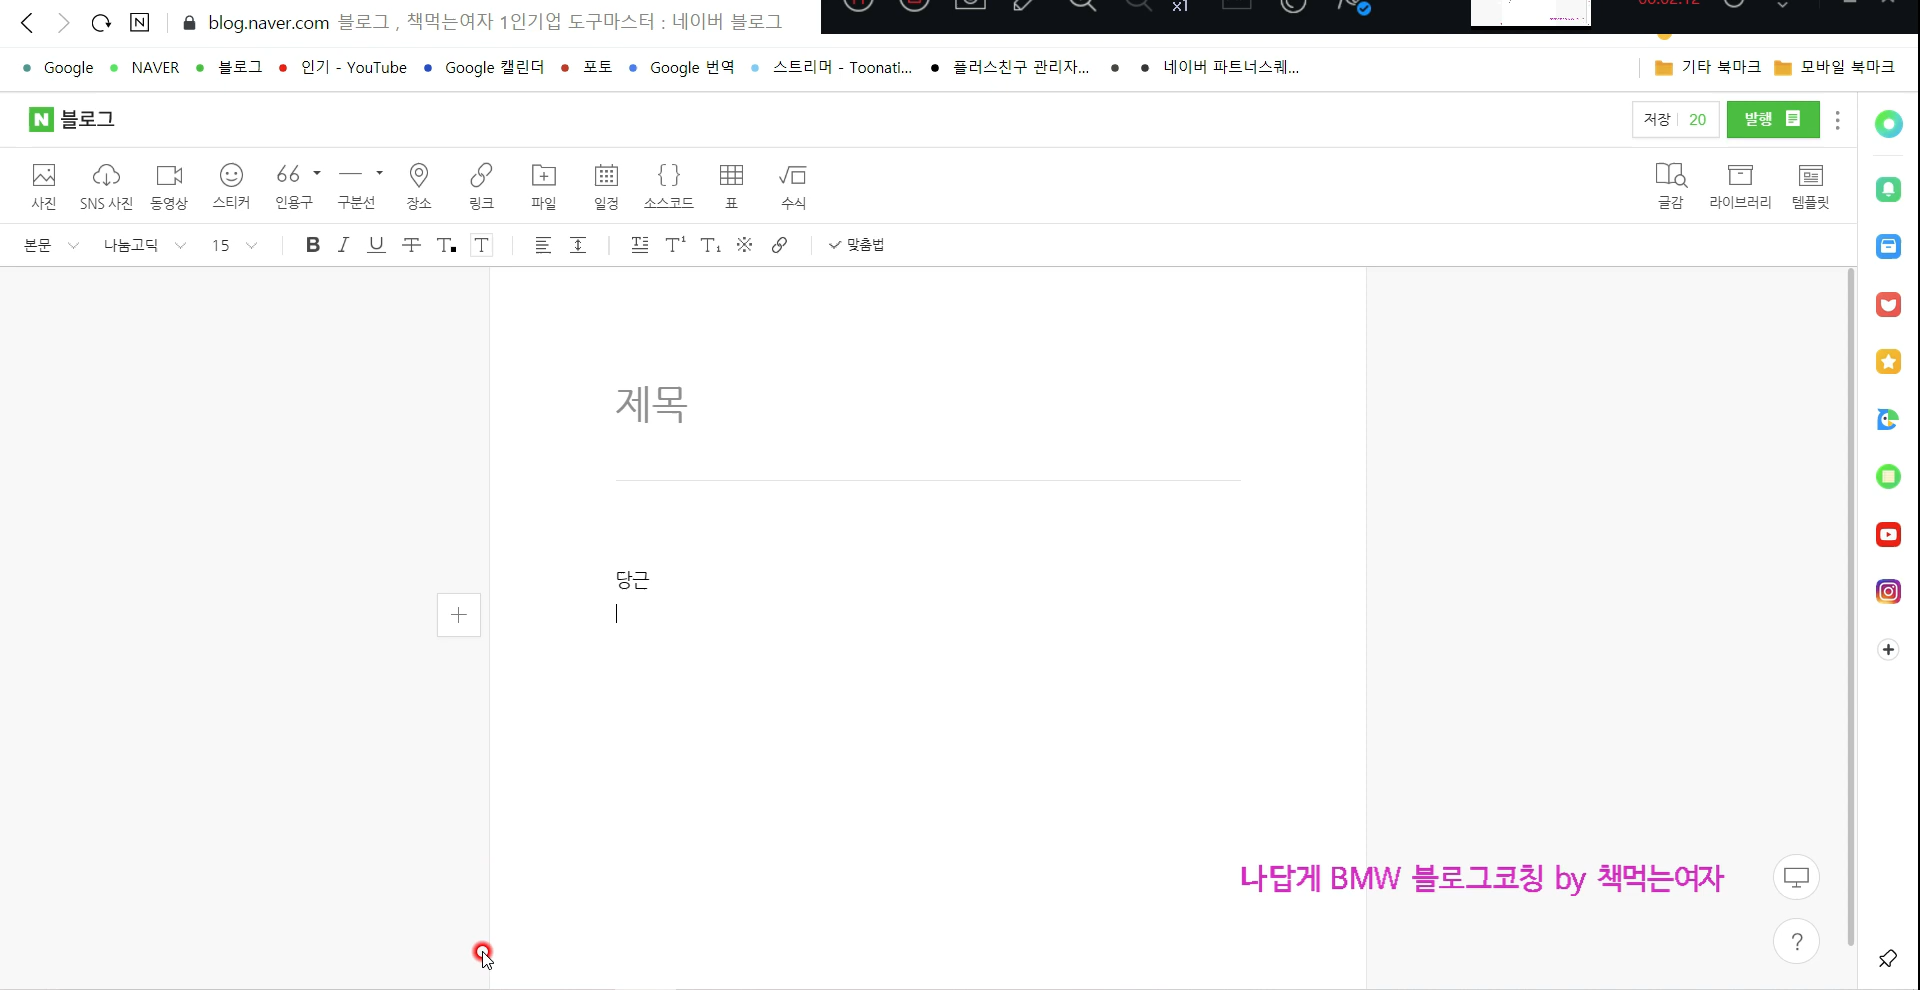 blog.naver.com 블로그 , 책먹는여자 1인기업 도구마스터 : 네이버 블로그
x1
Google NAVER 블로그 인기 - YouTube Google 캘린더 포토 Google 번역 스트리머 - Toonati... 플러스친구 관리자... 네이버 파트너스퀘... 기타 북마크 모바일 북마크
N 블로그 저장 20 발행
사진 SNS 사진 동영상 스티커 인용구 구분선 장소 링크 파일 일정 소스코드 표 수식 글감 라이브러리 템플릿
본문 나눔고딕 15 맞춤법
제목
당근
나답게 BMW 블로그코칭 by 책먹는여자